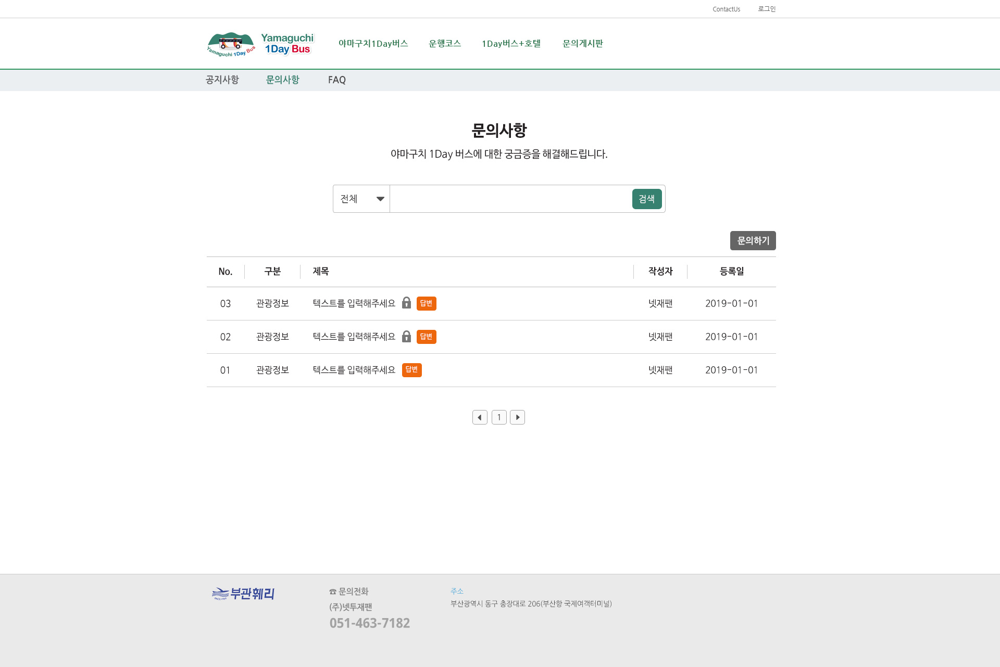 ContactUs 로그인
Yamaguchi 1Day Bus
Yamaguchi
1Day Bus
야마구치1Day버스 운행코스 1Day버스+호텔 문의게시판
공지사항 문의사항 FAQ
문의사항
야마구치 1Day 버스에 대한 궁금증을 해결해드립니다.
전체 검색
문의하기
No. 구분 제목 작성자 등록일
03 관광정보 텍스트를 입력해주세요 답변 넷재팬 2019-01-01
02 관광정보 텍스트를 입력해주세요 답변 넷재팬 2019-01-01
01 관광정보 텍스트를 입력해주세요 답변 넷재팬 2019-01-01
1
부관훼리
☎ 문의전화
(주)넷투재팬
051-463-7182
주소
부산광역시 동구 충장대로 206(부산항 국제여객터미널)